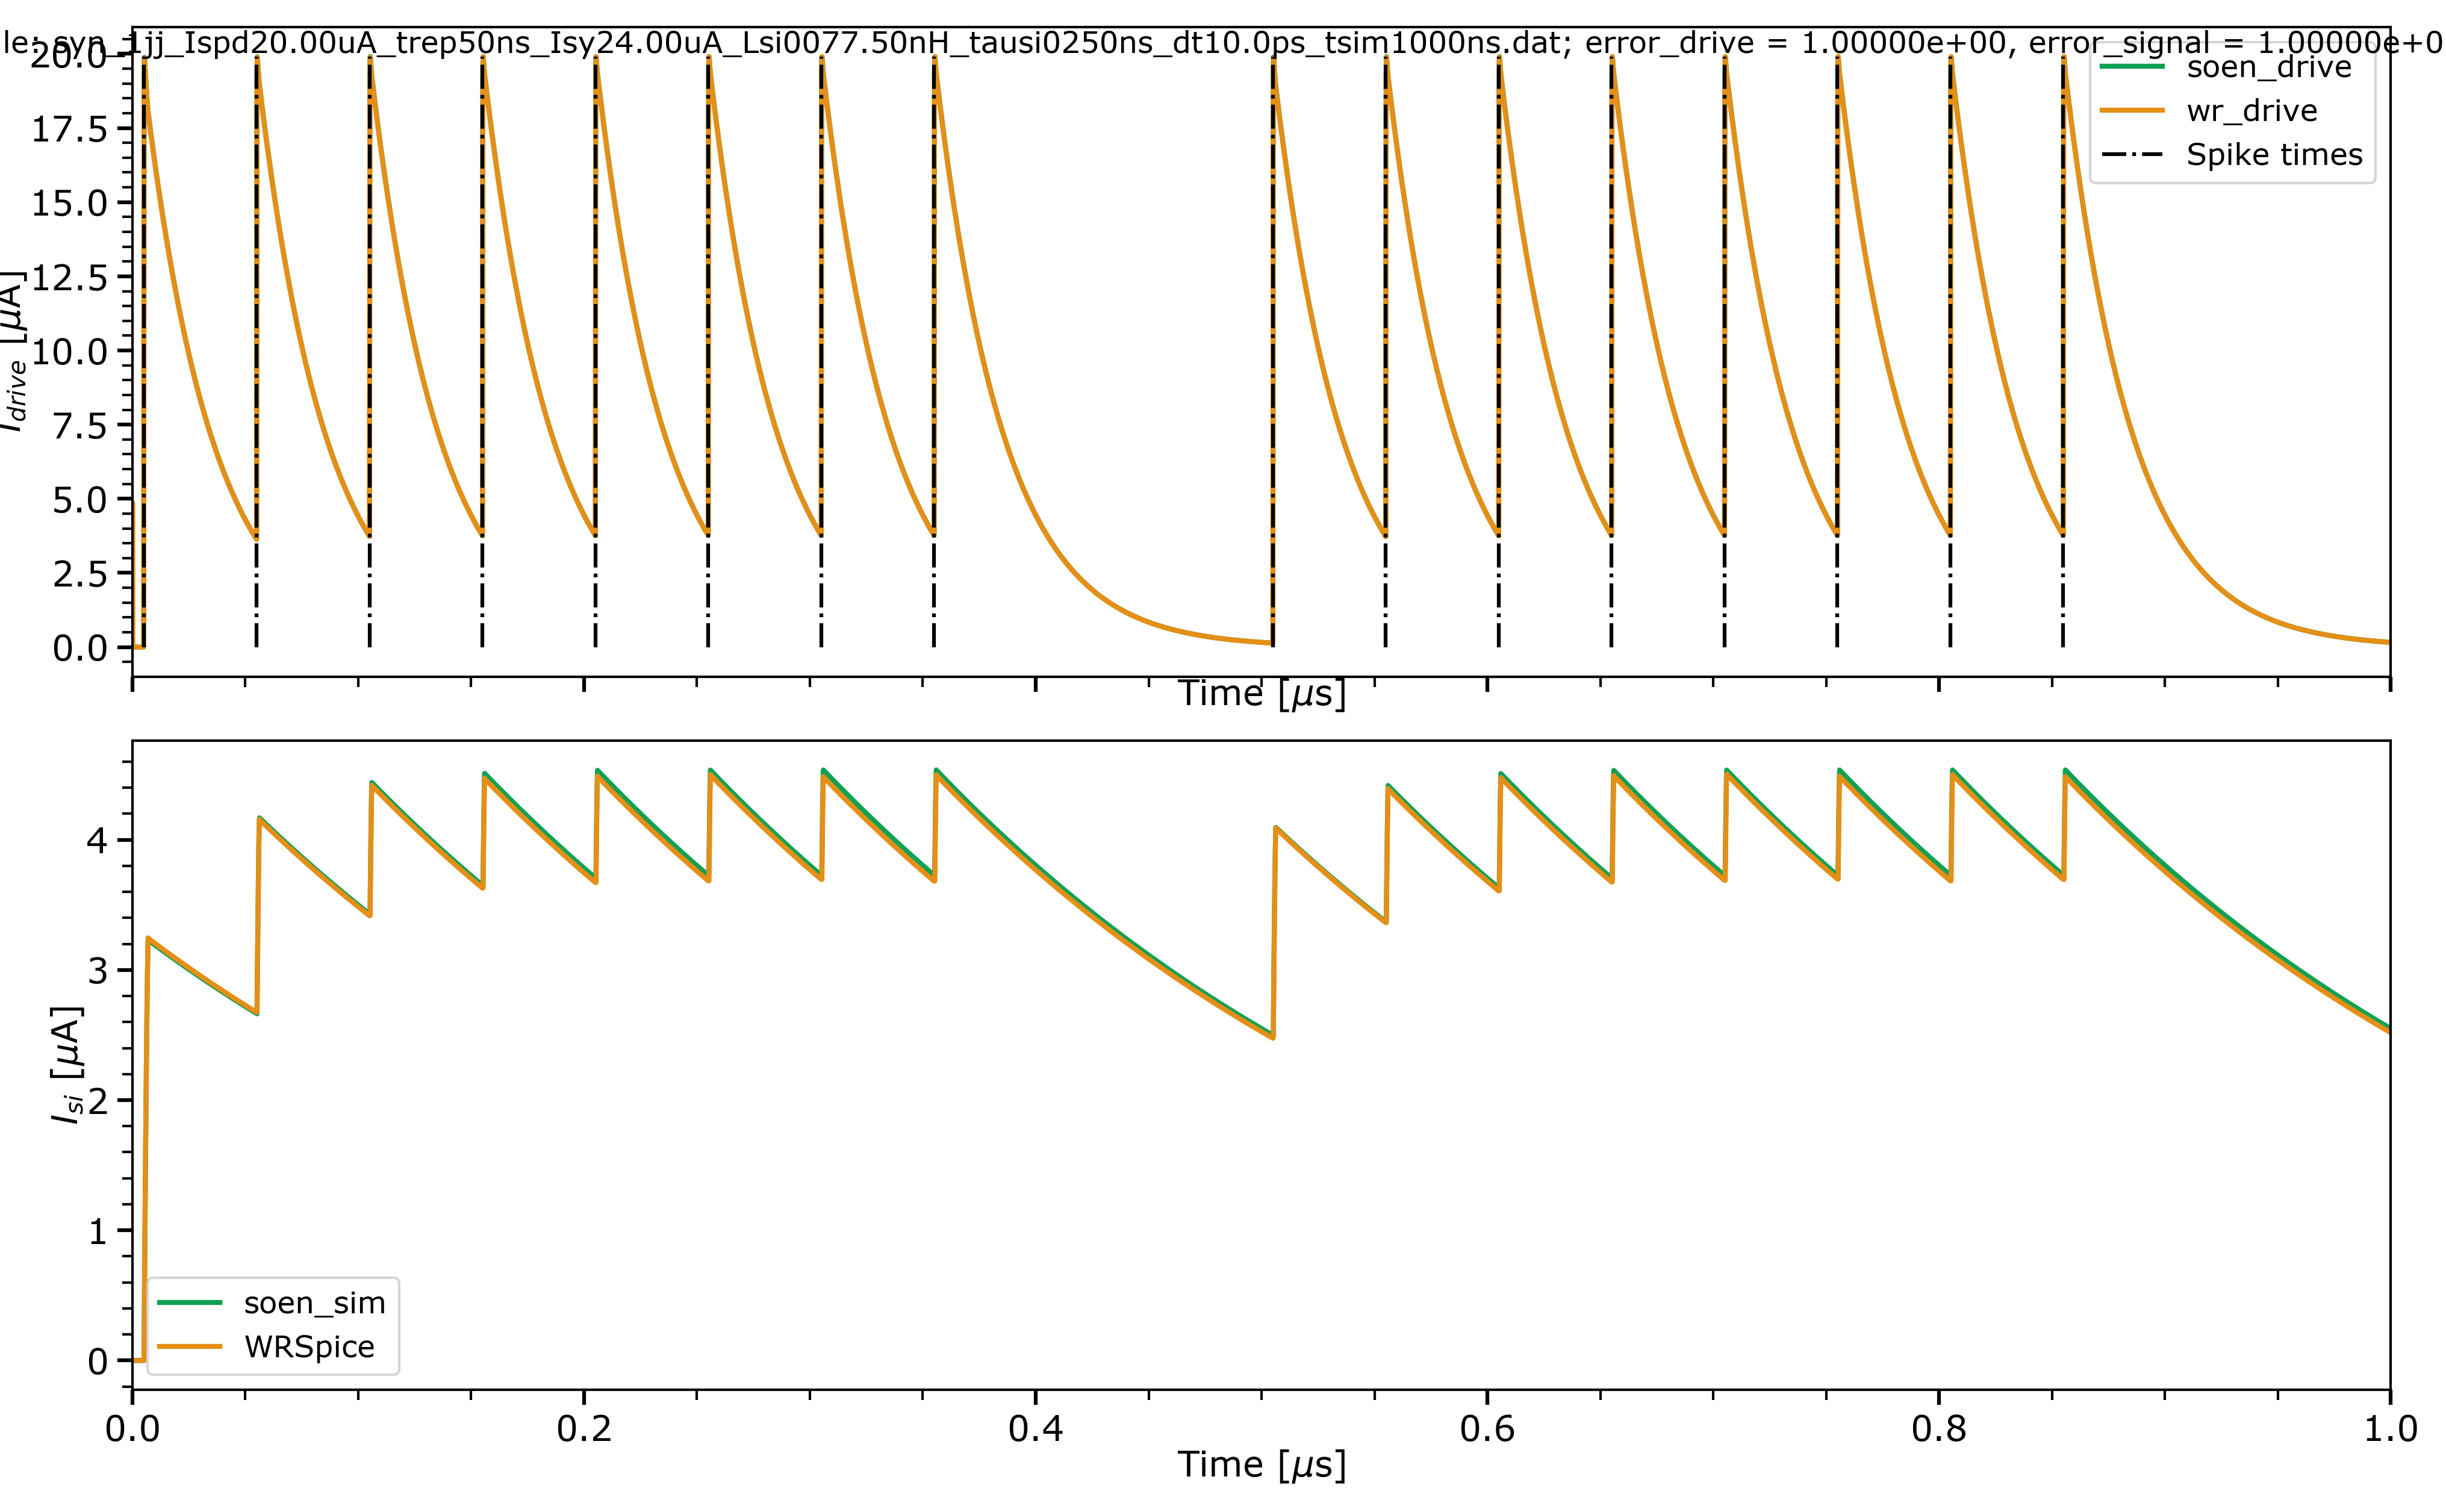 le: syn_1jj_Ispd20.00uA_trep50ns_Isy24.00uA_Lsi0077.50nH_tausi0250ns_dt10.0ps_tsim1000ns.dat; error_drive = 1.00000e+00, error_signal = 1.00000e+0
20.0
17.5
15.0
12.5
10.0
7.5
5.0
2.5
0.0
I_drive [μA]
soen_drive
wr_drive
Spike times
Time [μs]
4
3
2
1
0
I_si [μA]
soen_sim
WRSpice
0.0 0.2 0.4 0.6 0.8 1.0
Time [μs]